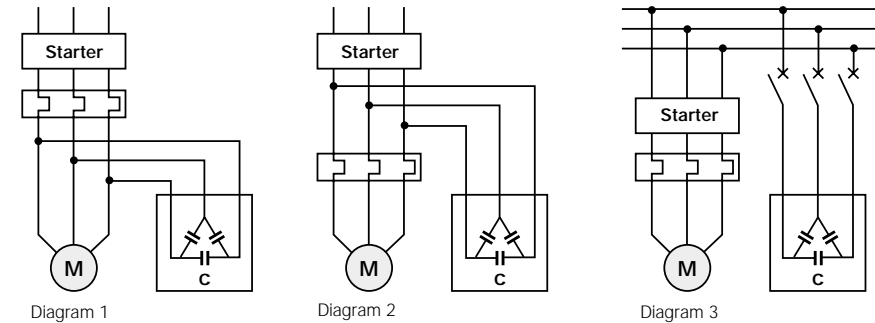 Starter
M
C
Diagram 1
Starter
M
C
Diagram 2
Starter
M
C
Diagram 3